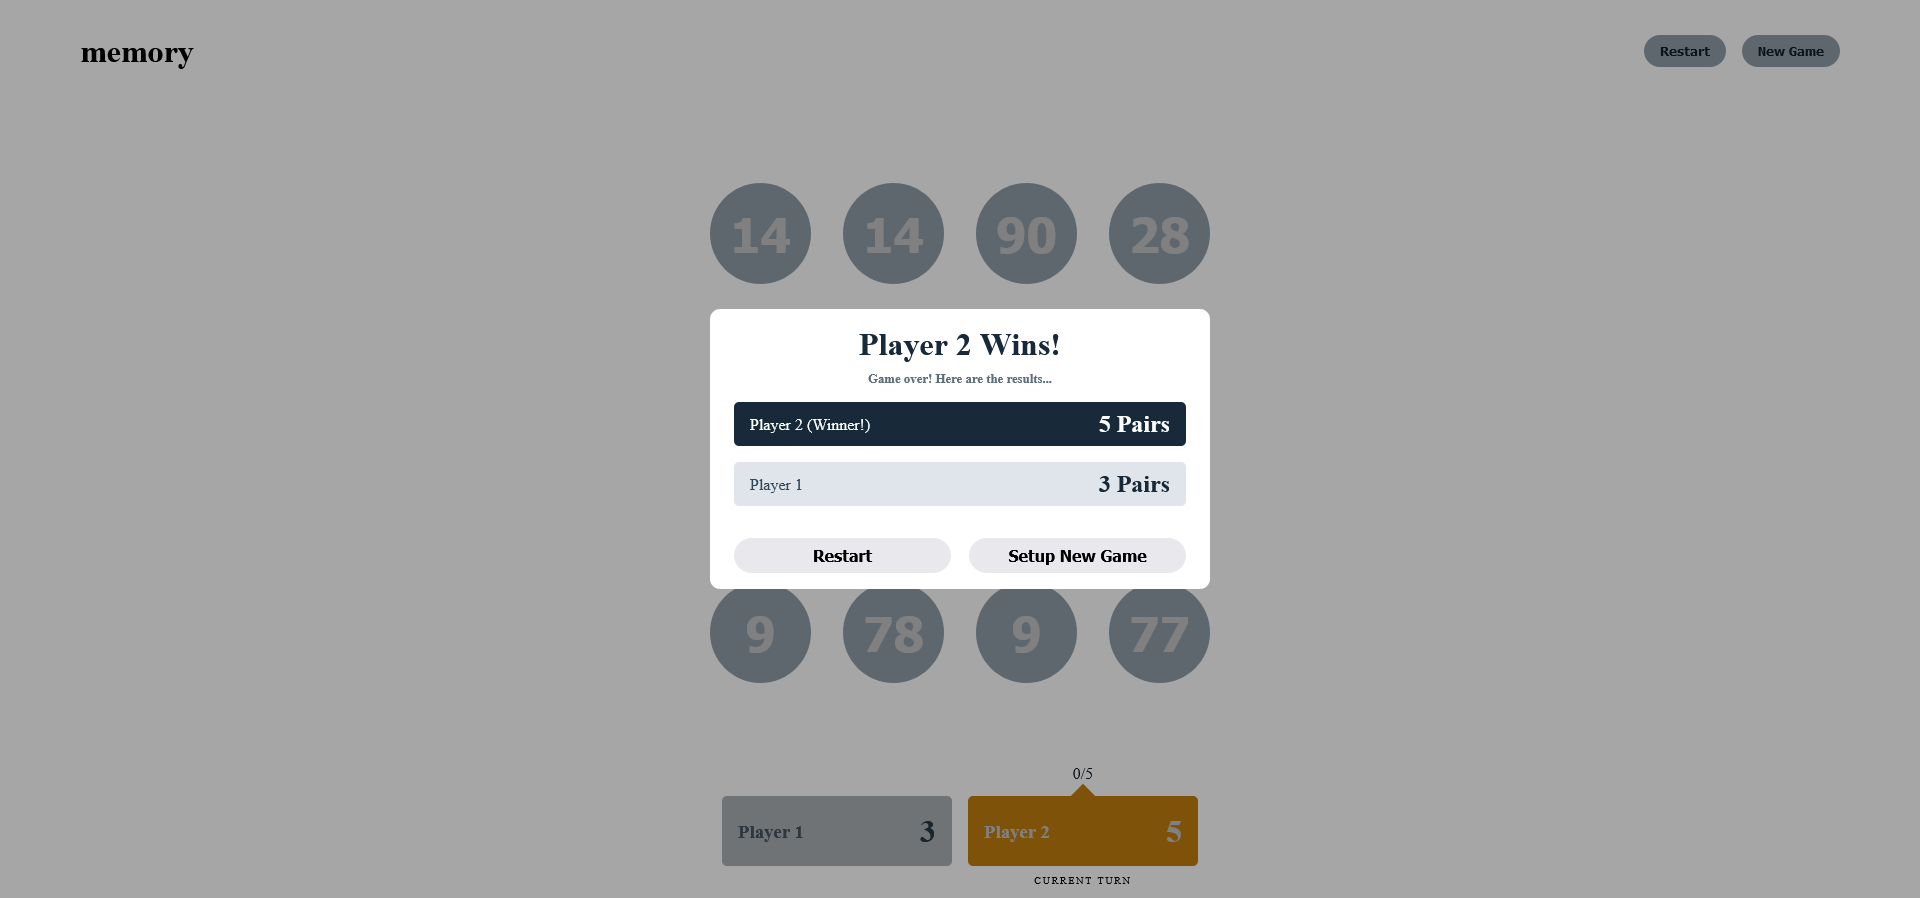 memory
Restart New Game
14 14 90 28
Player 2 Wins!
Game over! Here are the results...
Player 2 (Winner!) 5 Pairs
Player 1 3 Pairs
Restart Setup New Game
9 78 9 77
0/5
Player 1 3 Player 2 5
CURRENT TURN